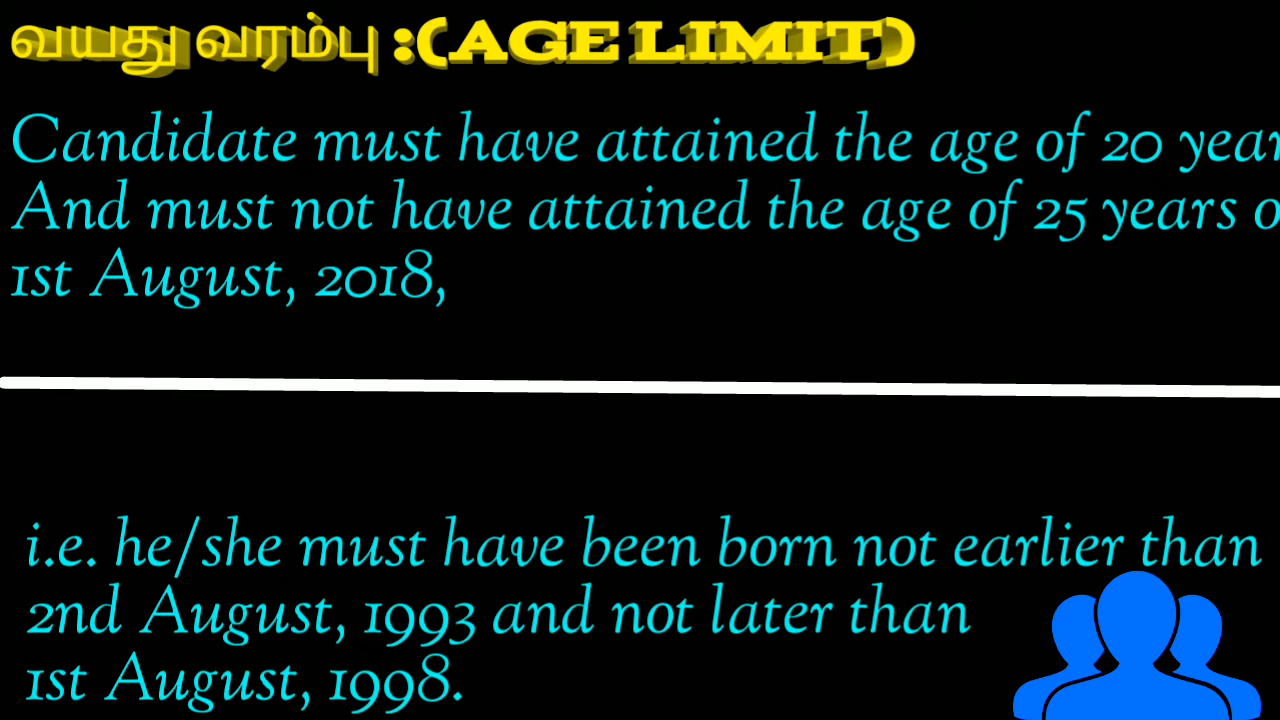 வயது வரம்பு :(AGE LIMIT)
Candidate must have attained the age of 20
And must not have attained the age of 25 years
1st August, 2018,
i.e. he/she must have been born not earlier than
2nd August, 1993 and not later than
1st August, 1998.